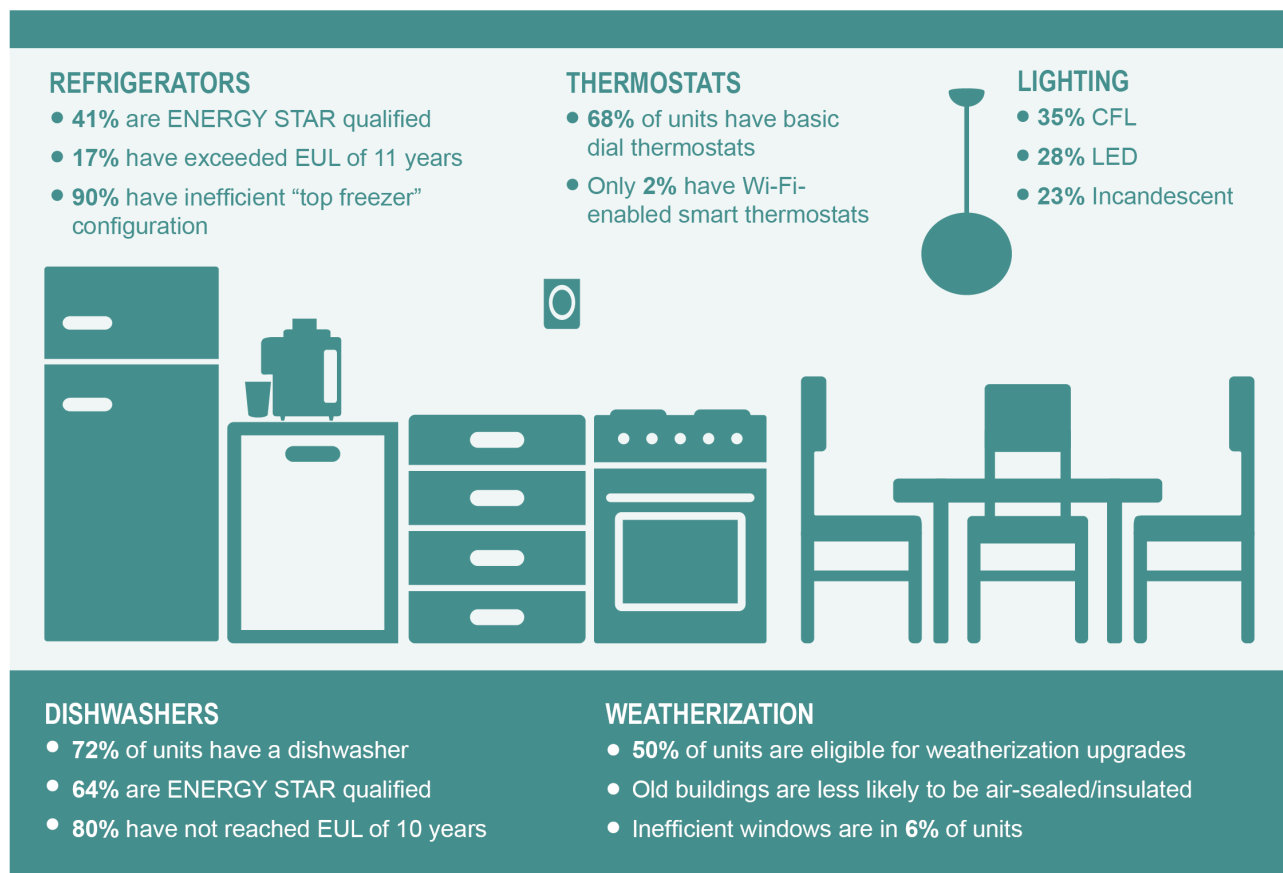 REFRIGERATORS
• 41% are ENERGY STAR qualified
• 17% have exceeded EUL of 11 years
• 90% have inefficient “top freezer”
configuration
THERMOSTATS
• 68% of units have basic
dial thermostats
• Only 2% have Wi-Fi-
enabled smart thermostats
LIGHTING
• 35% CFL
• 28% LED
• 23% Incandescent
DISHWASHERS
• 72% of units have a dishwasher
• 64% are ENERGY STAR qualified
• 80% have not reached EUL of 10 years
WEATHERIZATION
• 50% of units are eligible for weatherization upgrades
• Old buildings are less likely to be air-sealed/insulated
• Inefficient windows are in 6% of units